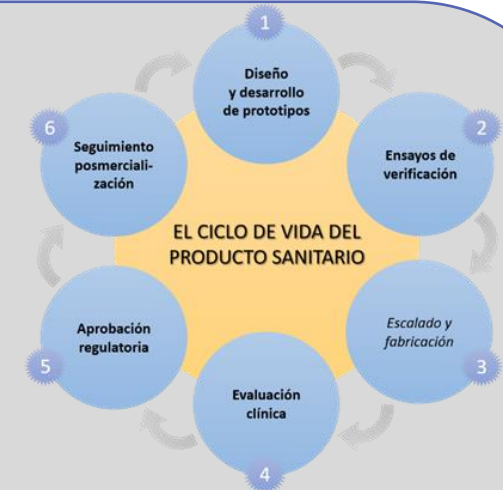 EL CICLO DE VIDA DEL
PRODUCTO SANITARIO
1
Diseño
y desarrollo
de prototipos
2
Ensayos de
verificación
3
Escalado y
fabricación
4
Evaluación
clínica
5
Aprobación
regulatoria
6
Seguimiento
posmerciali-
zación